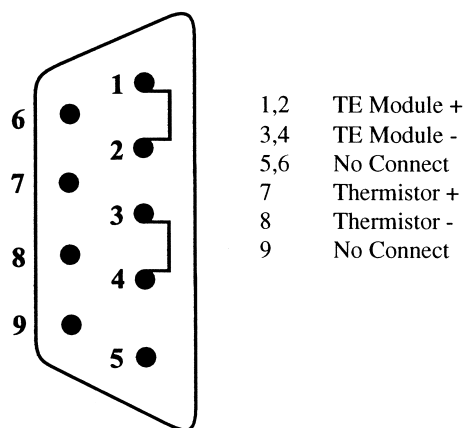 1
2
3
4
5
6
7
8
9
1,2 TE Module +
3,4 TE Module -
5,6 No Connect
7 Thermistor +
8 Thermistor -
9 No Connect